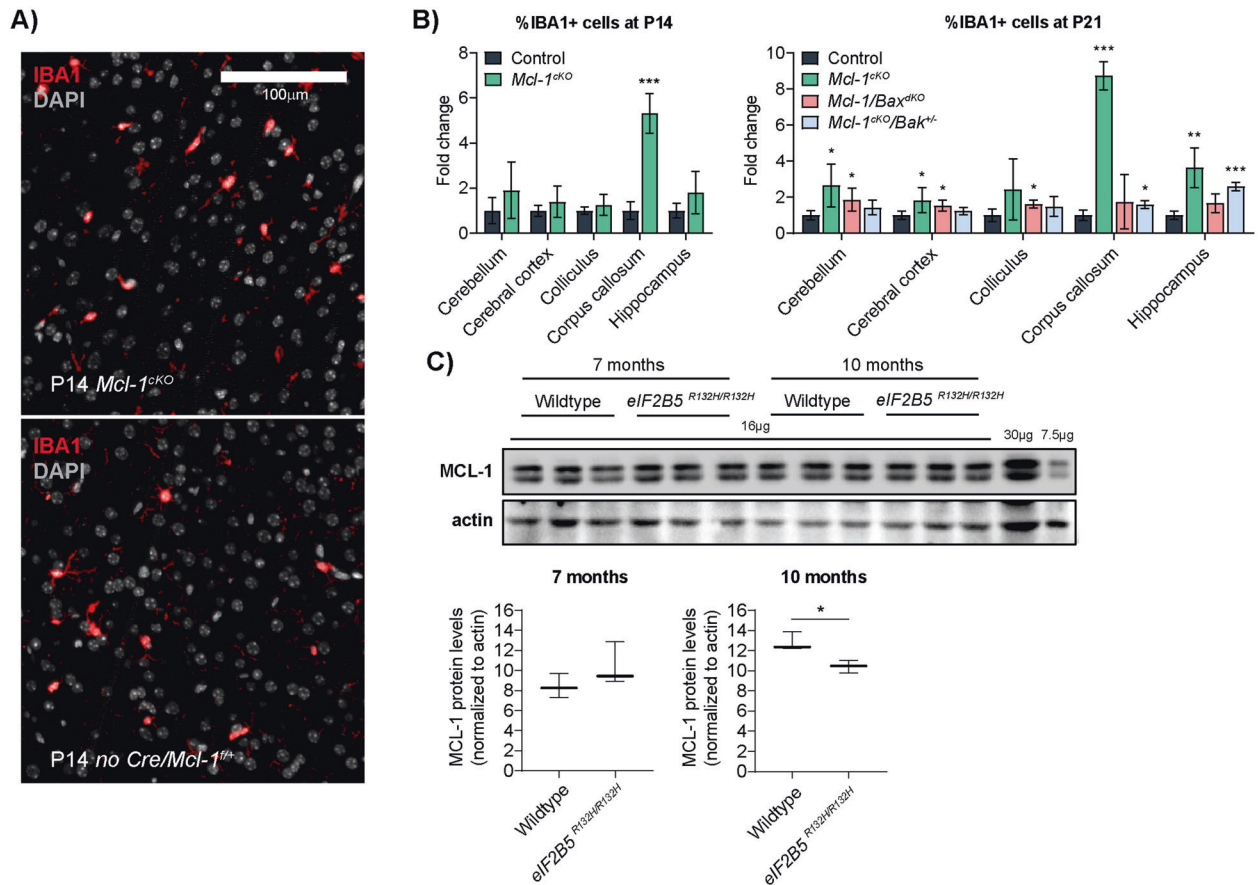 A)
IBA1
DAPI
100µm
P14 Mcl-1cKO
IBA1
DAPI
P14 no Cre/Mcl-1f/+
B)
%IBA1+ cells at P14
Control
Mcl-1cKO
Fold change
8
6
4
2
0
***
Cerebellum
Cerebral cortex
Colliculus
Corpus callosum
Hippocampus
%IBA1+ cells at P21
Control
Mcl-1cKO
Mcl-1/BaxdKO
Mcl-1cKO/Bak+/-
Fold change
10
8
6
4
2
0
* *
* *
*
*** *
** ***
Cerebellum
Cerebral cortex
Colliculus
Corpus callosum
Hippocampus
C)
7 months 10 months
Wildtype eIF2B5 R132H/R132H Wildtype eIF2B5 R132H/R132H
16µg 30µg 7.5µg
MCL-1
actin
7 months
MCL-1 protein levels
(normalized to actin)
16
14
12
10
8
6
4
2
0
Wildtype
eIF2B5 R132H/R132H
10 months
MCL-1 protein levels
(normalized to actin)
16
14
12
10
8
6
4
2
0
*
Wildtype
eIF2B5 R132H/R132H